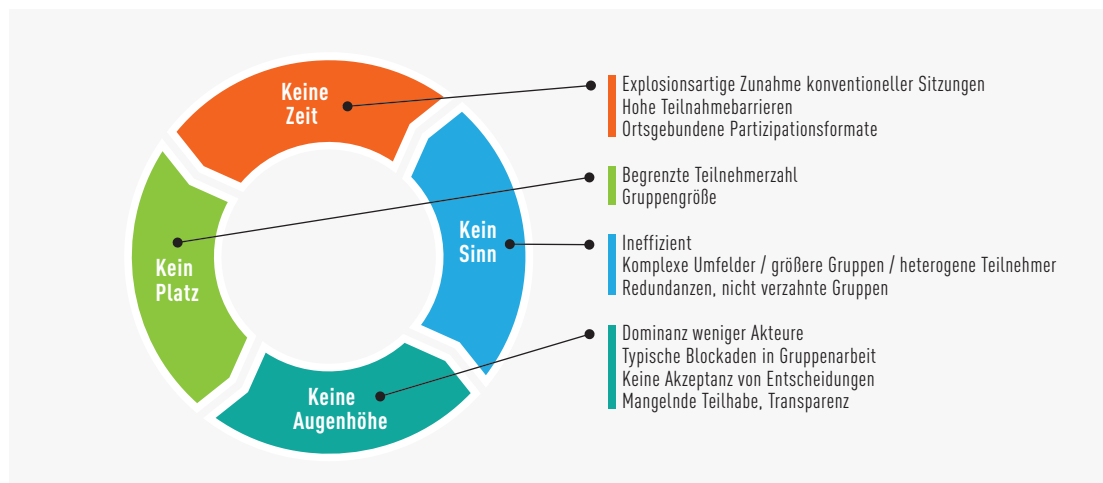 Keine
Zeit
Explosionsartige Zunahme konventioneller Sitzungen
Hohe Teilnahmebarrieren
Ortsgebundene Partizipationsformate
Kein
Platz
Begrenzte Teilnehmerzahl
Gruppengröße
Kein
Sinn
Ineffizient
Komplexe Umfelder / größere Gruppen / heterogene Teilnehmer
Redundanzen, nicht verzahnte Gruppen
Keine
Augenhöhe
Dominanz weniger Akteure
Typische Blockaden in Gruppenarbeit
Keine Akzeptanz von Entscheidungen
Mangelnde Teilhabe, Transparenz